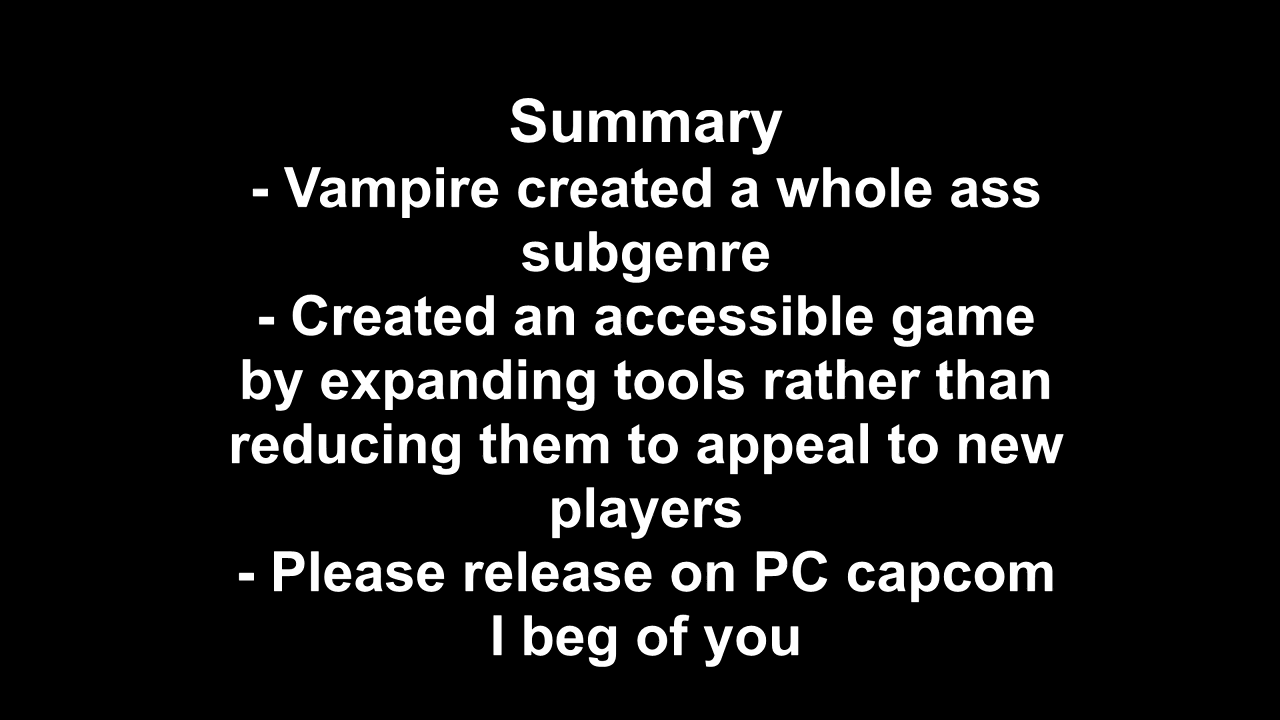 Summary
- Vampire created a whole ass
subgenre
- Created an accessible game
by expanding tools rather than
reducing them to appeal to new
players
- Please release on PC capcom
I beg of you